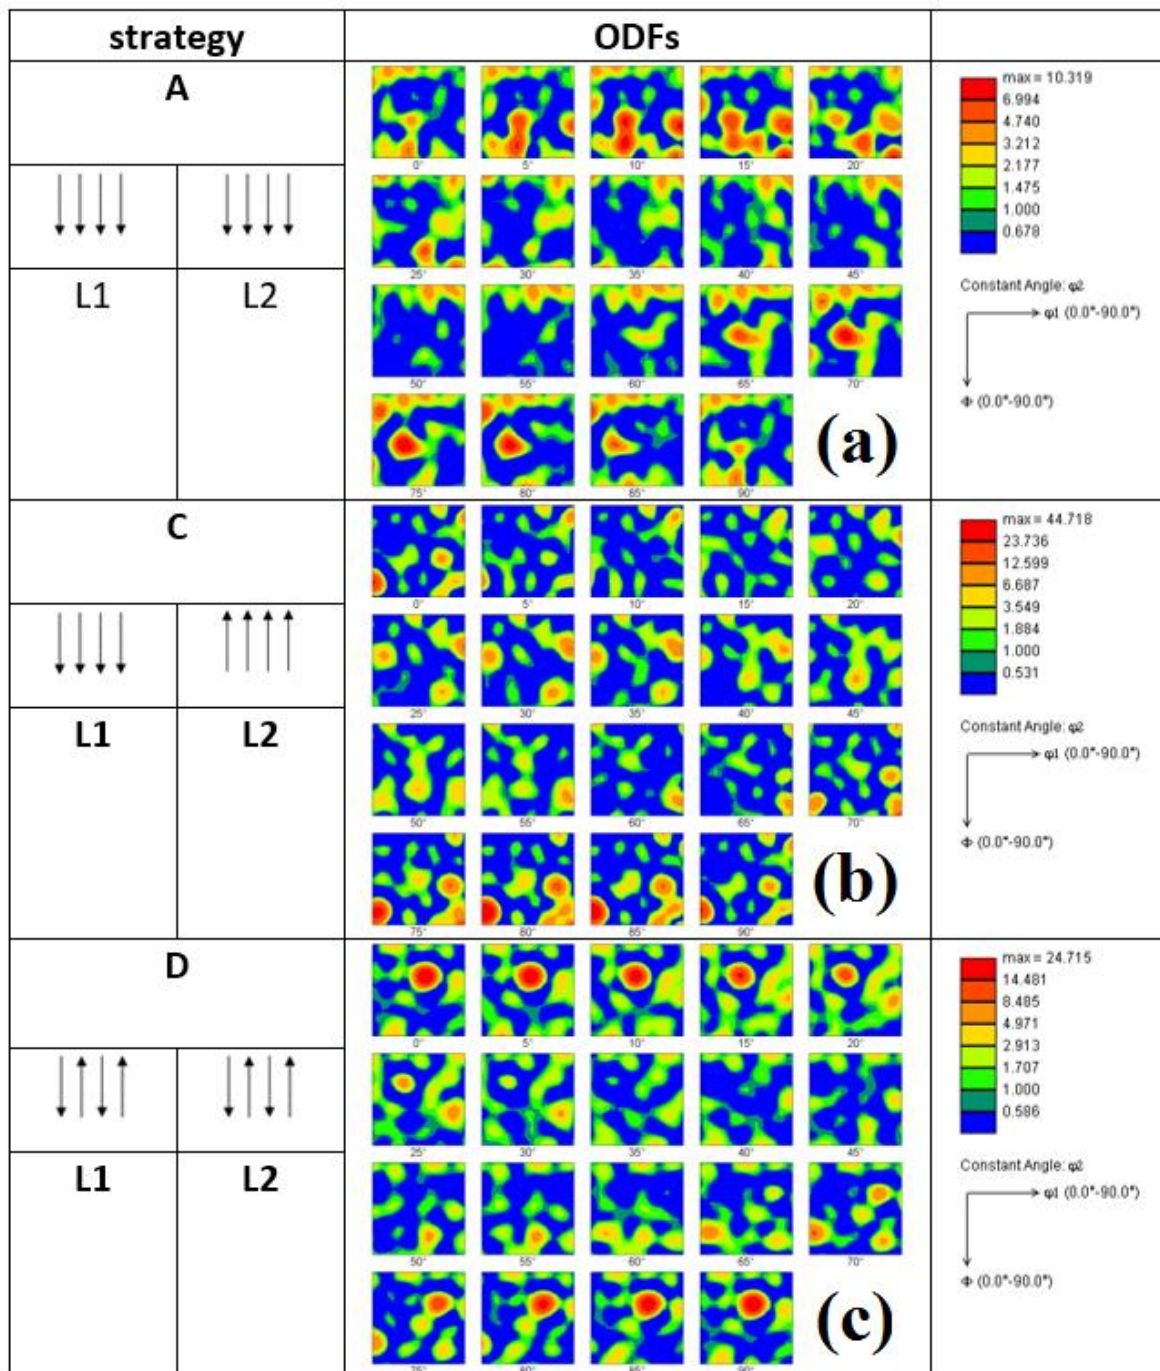 strategy ODFs
A
L1 L2
0° 5° 10° 15° 20°
25° 30° 35° 40° 45°
50° 55° 60° 65° 70°
75° 80° 85° 90°
(a)
max = 10.319
6.994
4.740
3.212
2.177
1.475
1.000
0.678
Constant Angle: φ2
φ1 (0.0°-90.0°)
Φ (0.0°-90.0°)
C
L1 L2
0° 5° 10° 15° 20°
25° 30° 35° 40° 45°
50° 55° 60° 65° 70°
75° 80° 85° 90°
(b)
max = 44.718
23.736
12.599
6.687
3.549
1.884
1.000
0.531
Constant Angle: φ2
φ1 (0.0°-90.0°)
Φ (0.0°-90.0°)
D
L1 L2
0° 5° 10° 15° 20°
25° 30° 35° 40° 45°
50° 55° 60° 65° 70°
75° 80° 85° 90°
(c)
max = 24.715
14.481
8.485
4.971
2.913
1.707
1.000
0.586
Constant Angle: φ2
φ1 (0.0°-90.0°)
Φ (0.0°-90.0°)